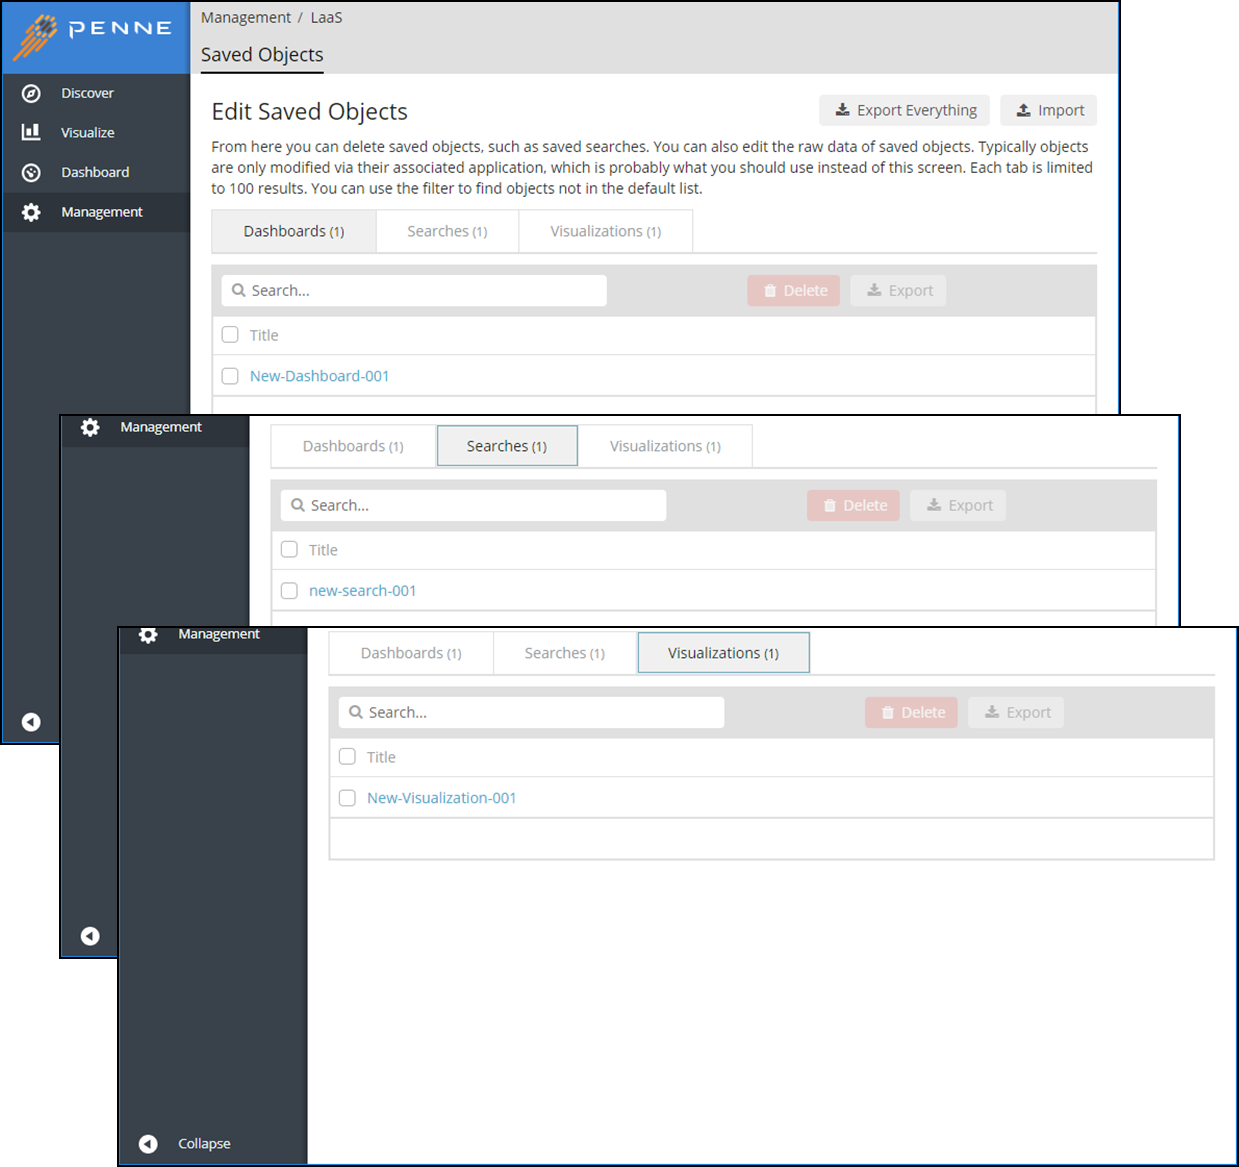 PENNE
Management / LaaS
Saved Objects
Discover
Visualize
Dashboard
Management
Edit Saved Objects
Export Everything
Import
From here you can delete saved objects, such as saved searches. You can also edit the raw data of saved objects. Typically objects
are only modified via their associated application, which is probably what you should use instead of this screen. Each tab is limited
to 100 results. You can use the filter to find objects not in the default list.
Dashboards (1) Searches (1) Visualizations (1)
Search... Delete Export
Title
New-Dashboard-001
Management
Dashboards (1) Searches (1) Visualizations (1)
Search... Delete Export
Title
new-search-001
Management
Dashboards (1) Searches (1) Visualizations (1)
Search... Delete Export
Title
New-Visualization-001
Collapse